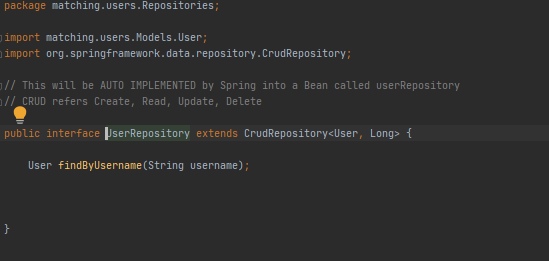 package matching.users.Repositories;
import matching.users.Models.User;
import org.springframework.data.repository.CrudRepository;
// This will be AUTO IMPLEMENTED by Spring into a Bean called userRepository
// CRUD refers Create, Read, Update, Delete
public interface UserRepository extends CrudRepository<User, Long> {
User findByUsername(String username);
}